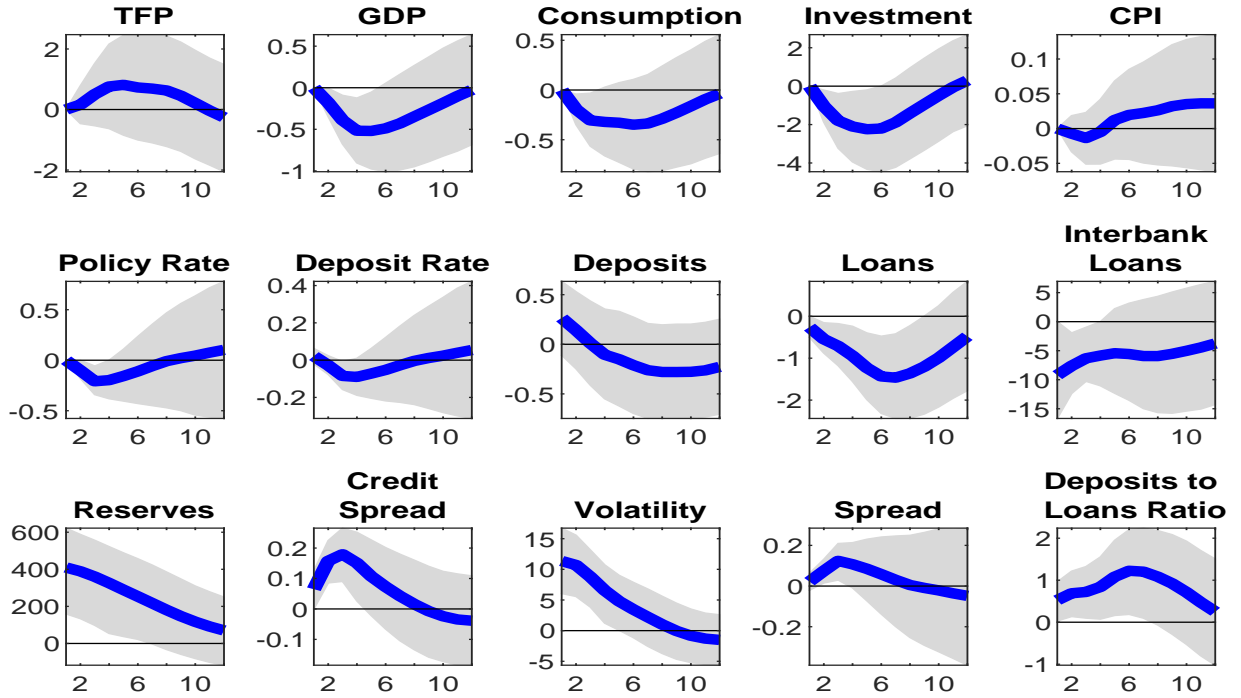 TFP
GDP
Consumption
Investment
CPI
2
0
-2
2 6 10
0.5
0
-0.5
-1
2 6 10
0.5
0
-0.5
2 6 10
2
0
-2
-4
2 6 10
0.1
0.05
0
-0.05
2 6 10
Policy Rate
Deposit Rate
Deposits
Loans
Interbank
Loans
0.5
0
-0.5
2 6 10
0.4
0.2
0
-0.2
2 6 10
0.5
0
-0.5
2 6 10
0
-1
-2
2 6 10
5
0
-5
-10
-15
2 6 10
Reserves
Credit
Spread
Volatility
Spread
Deposits to
Loans Ratio
600
400
200
0
2 6 10
0.2
0.1
0
-0.1
2 6 10
15
10
5
0
-5
2 6 10
0.2
0
-0.2
2 6 10
2
1
0
-1
2 6 10